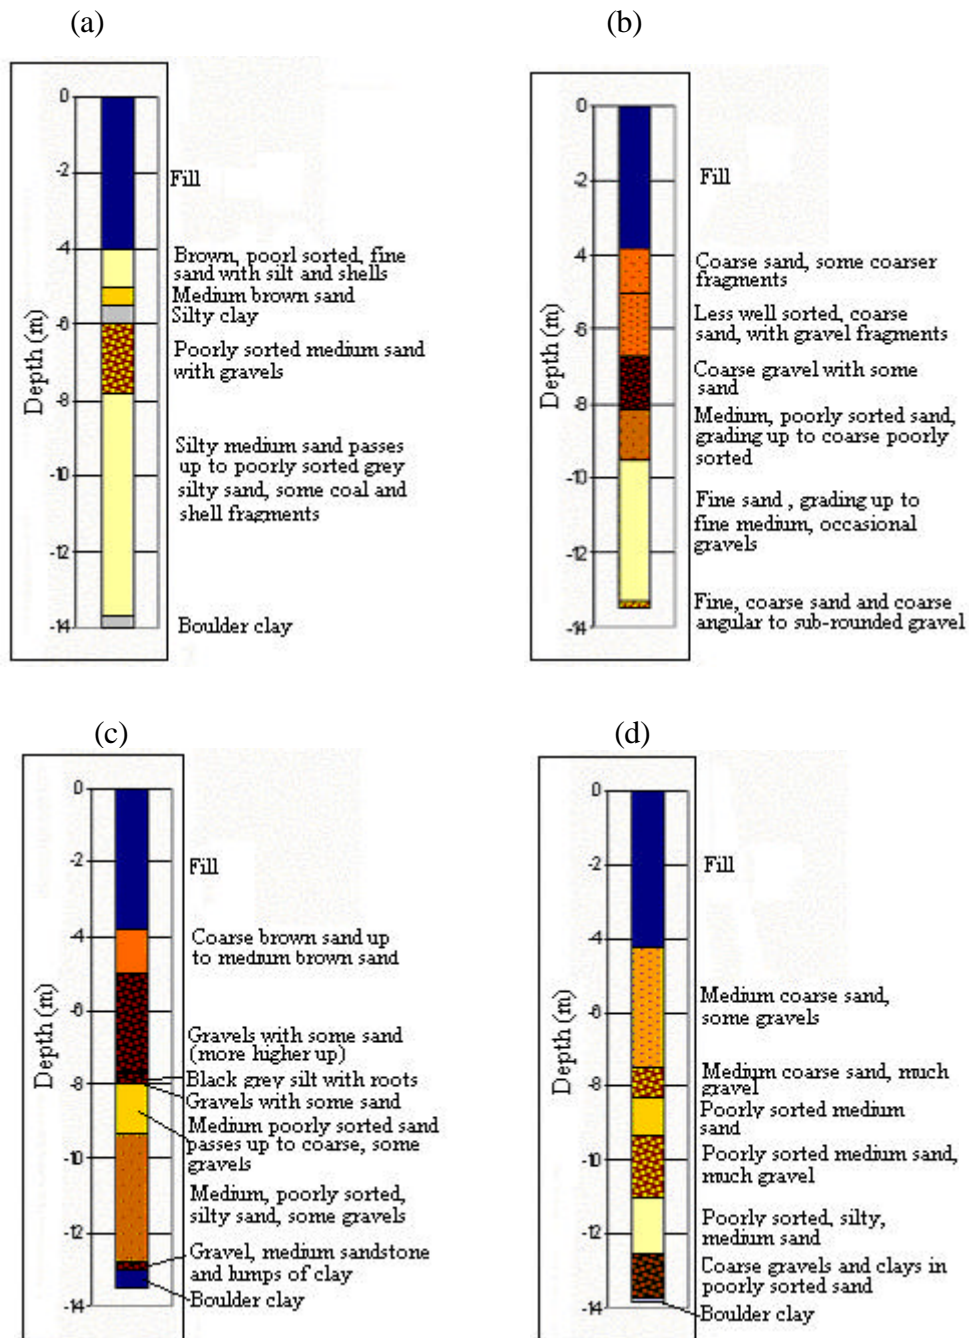 (a)
0
-2
-4
-6
-8
-10
-12
-14
Depth (m)
Fill
Brown, poorl sorted, fine
sand with silt and shells
Medium brown sand
Silty clay
Poorly sorted medium sand
with gravels
Silty medium sand passes
up to poorly sorted grey
silty sand, some coal and
shell fragments
Boulder clay
(b)
0
-2
-4
-6
-8
-10
-12
-14
Depth (m)
Fill
Coarse sand, some coarser
fragments
Less well sorted, coarse
sand, with gravel fragments
Coarse gravel with some
sand
Medium, poorly sorted sand,
grading up to coarse poorly
sorted
Fine sand , grading up to
fine medium, occasional
gravels
Fine, coarse sand and coarse
angular to sub-rounded gravel
(c)
0
-2
-4
-6
-8
-10
-12
-14
Depth (m)
Fill
Coarse brown sand up
to medium brown sand
Gravels with some sand
(more higher up)
Black grey silt with roots
Gravels with some sand
Medium poorly sorted sand
passes up to coarse, some
gravels
Medium, poorly sorted,
silty sand, some gravels
Gravel, medium sandstone
and lumps of clay
Boulder clay
(d)
0
-2
-4
-6
-8
-10
-12
-14
Depth (m)
Fill
Medium coarse sand,
some gravels
Medium coarse sand, much
gravel
Poorly sorted medium
sand
Poorly sorted medium sand,
much gravel
Poorly sorted, silty,
medium sand
Coarse gravels and clays in
poorly sorted sand
Boulder clay